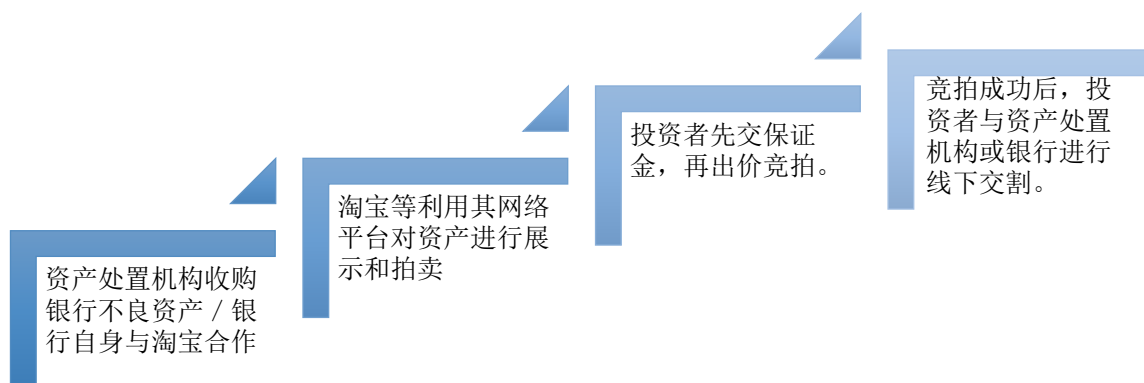 资产处置机构收购
银行不良资产／银
行自身与淘宝合作
淘宝等利用其网络
平台对资产进行展
示和拍卖
投资者先交保证
金，再出价竞拍。
竞拍成功后，投
资者与资产处置
机构或银行进行
线下交割。